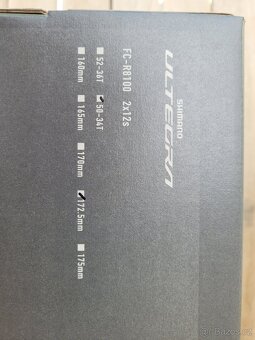 SHIMANO
ULTEGRA
FC-R8100 2x12s
52-36T 50-34T
160mm 165mm 170mm 172.5mm 175mm